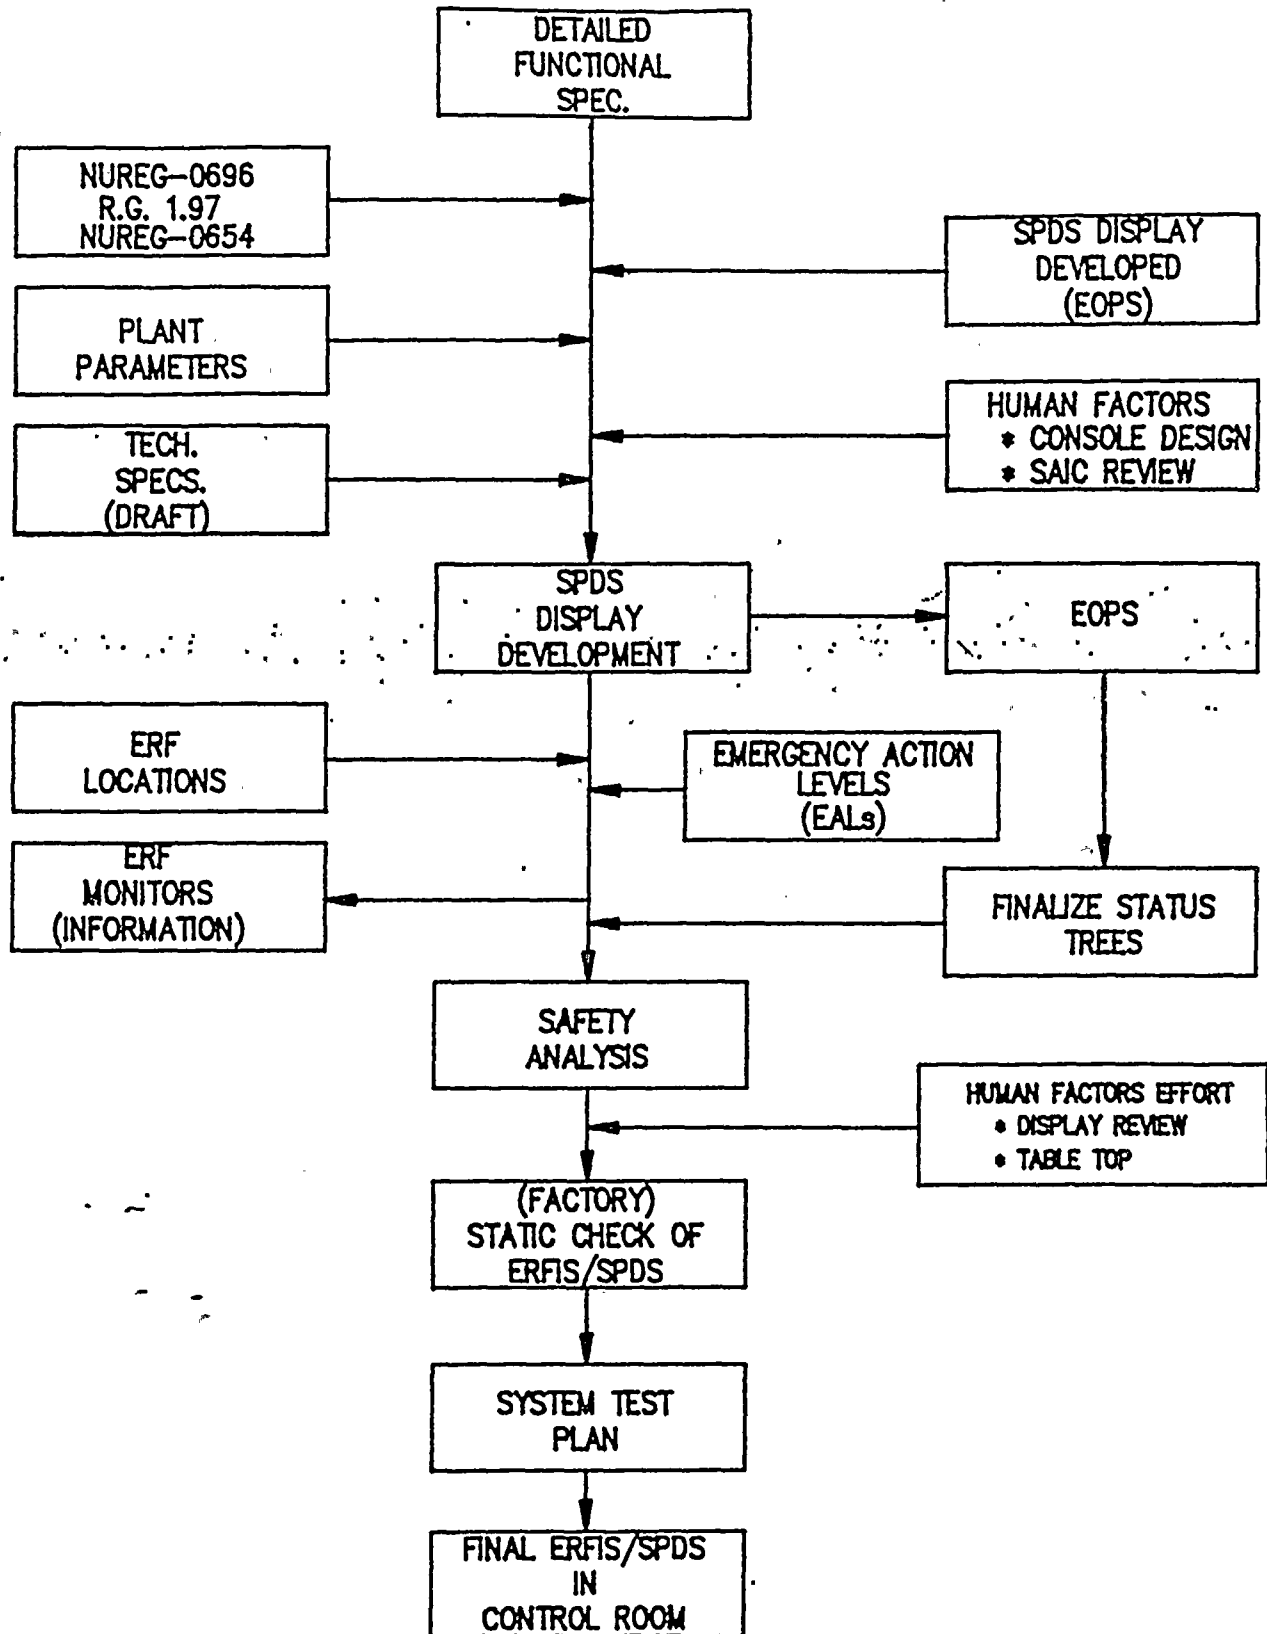 DETAILED
FUNCTIONAL
SPEC.
NUREG-0696
R.G. 1.97
NUREG-0654
SPDS DISPLAY
DEVELOPED
(EOPS)
PLANT
PARAMETERS
HUMAN FACTORS
* CONSOLE DESIGN
* SAIC REVIEW
TECH.
SPECS.
(DRAFT)
SPDS
DISPLAY
DEVELOPMENT
EOPS
ERF
LOCATIONS
EMERGENCY ACTION
LEVELS
(EALs)
ERF
MONITORS
(INFORMATION)
FINALIZE STATUS
TREES
SAFETY
ANALYSIS
HUMAN FACTORS EFFORT
* DISPLAY REVIEW
* TABLE TOP
(FACTORY)
STATIC CHECK OF
ERFIS/SPDS
SYSTEM TEST
PLAN
FINAL ERFIS/SPDS
IN
CONTROL ROOM